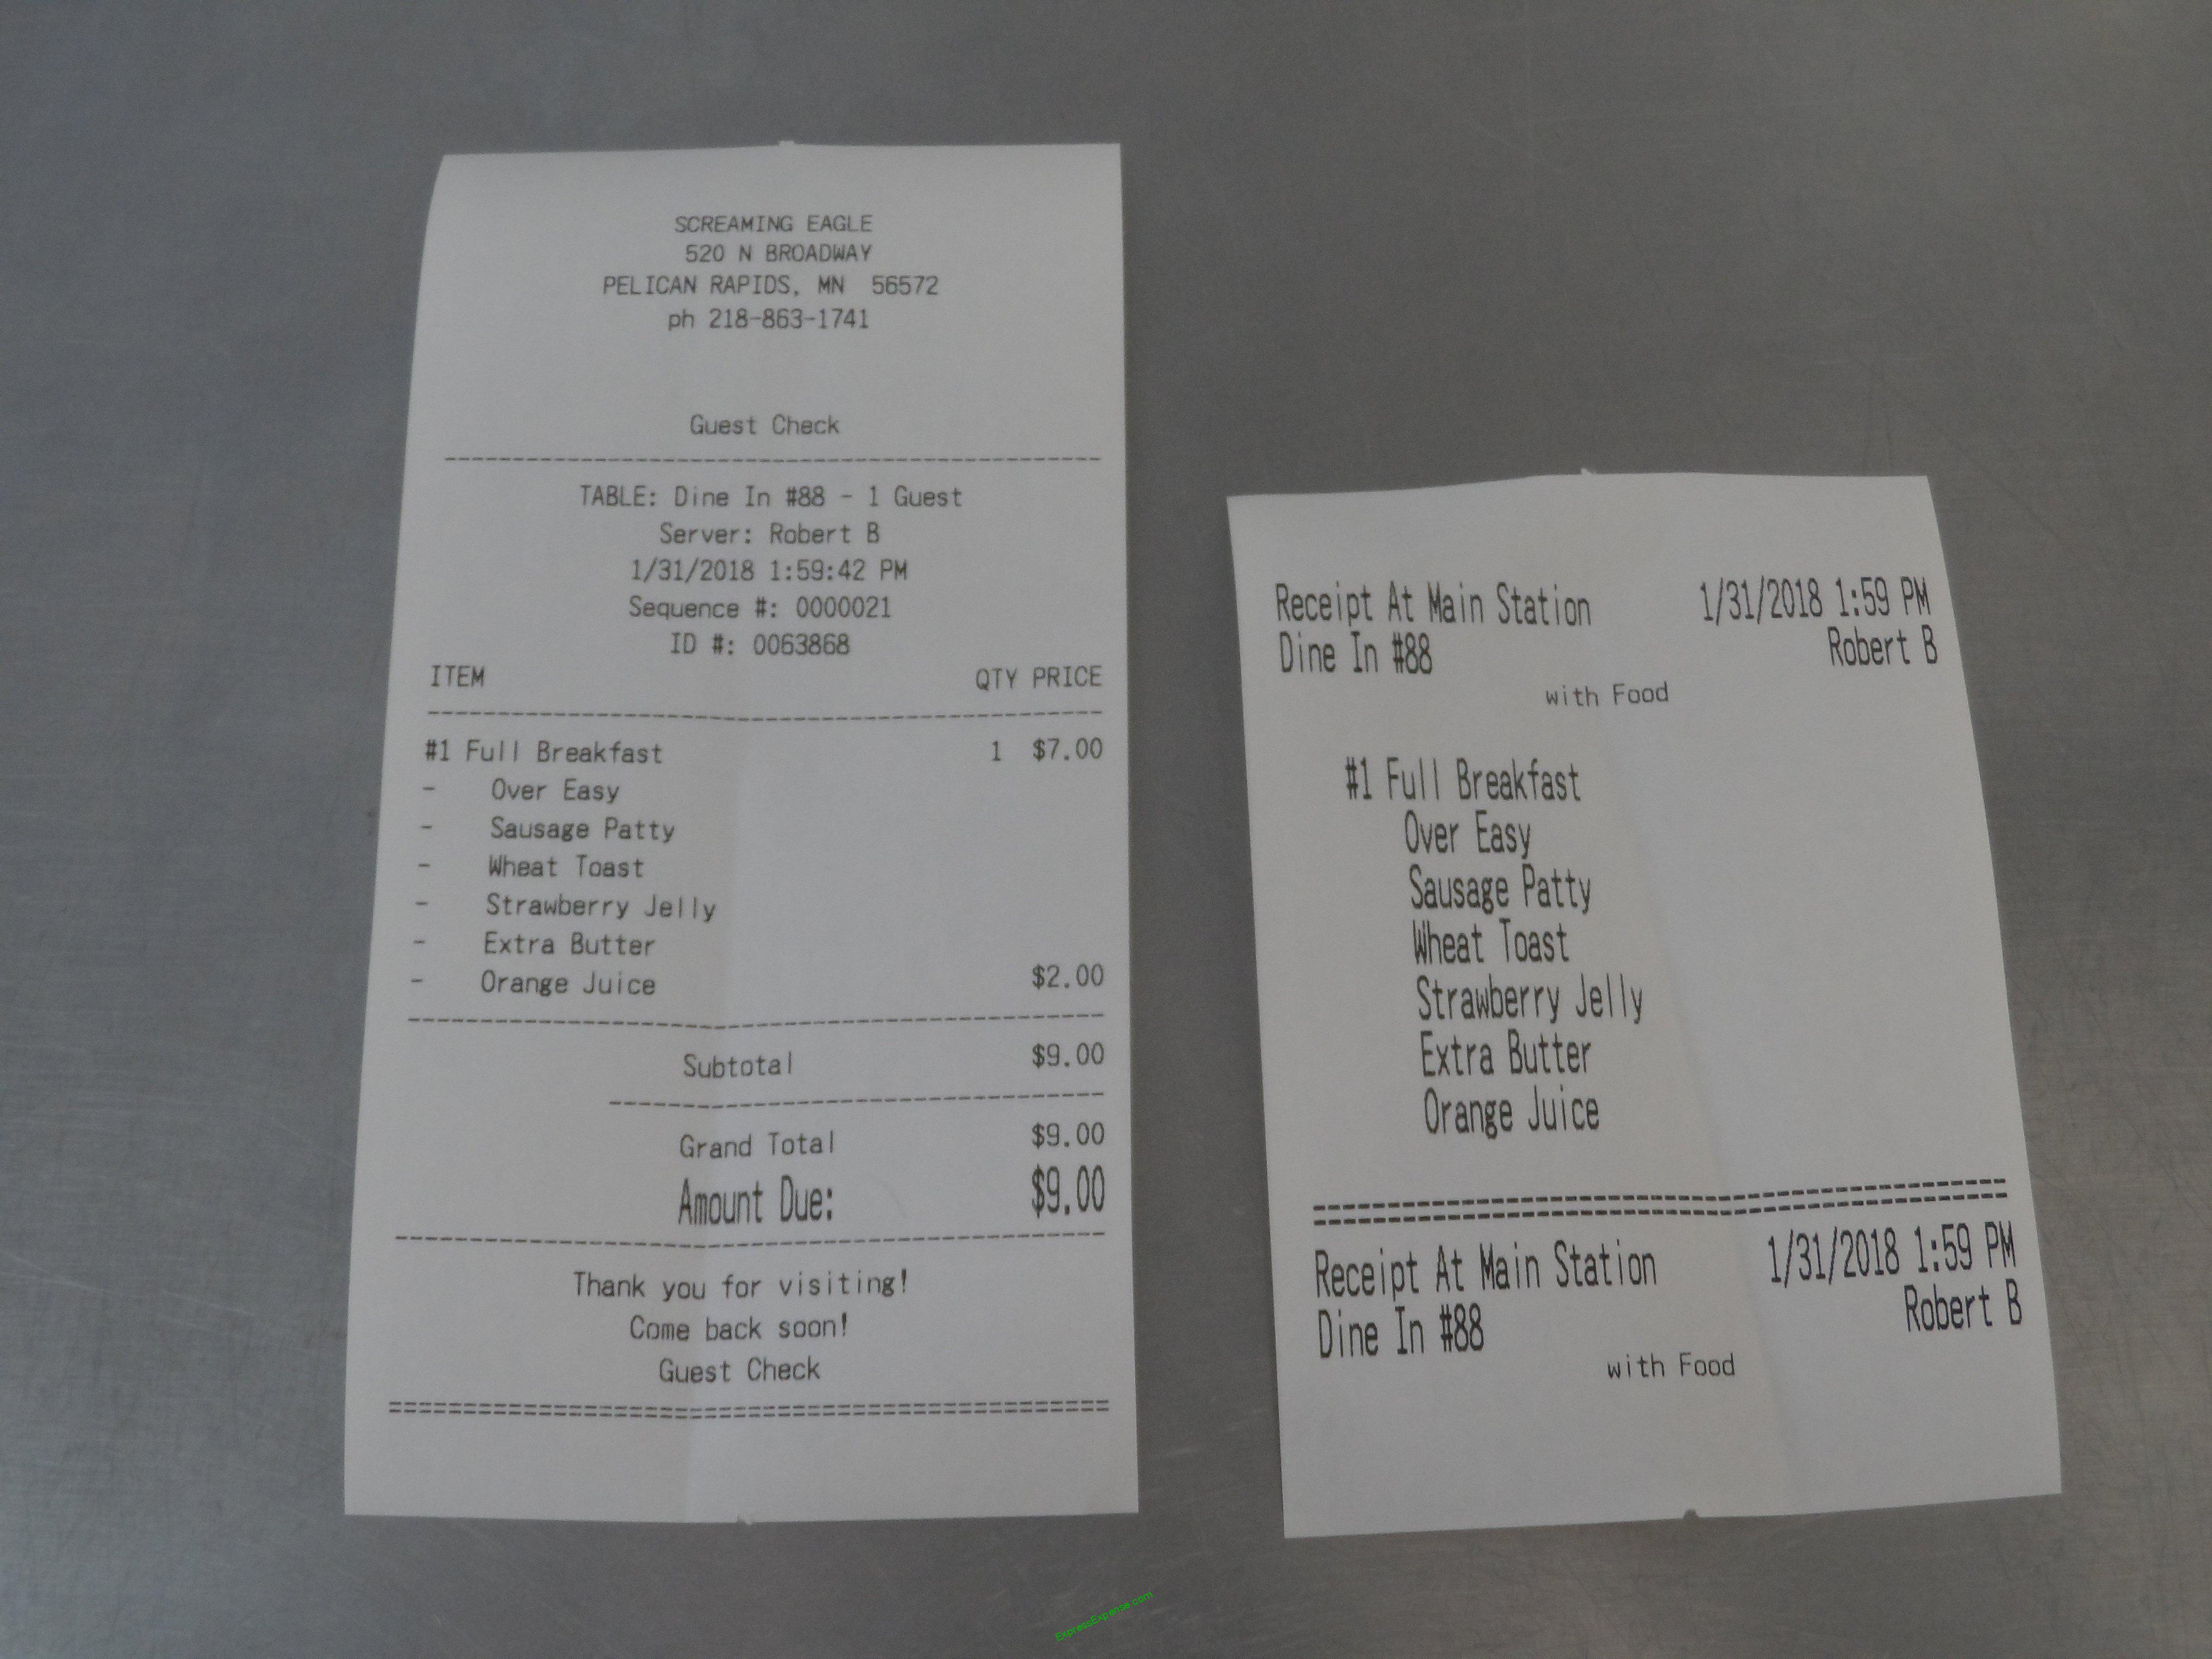 SCREAMING EAGLE
520 N BROADWAY
PELICAN RAPIDS, MN 56572
ph 218-863-1741
Guest Check
TABLE: Dine In #88 - 1 Guest
Server: Robert B
1/31/2018 1:59:42 PM
Sequence #: 0000021
ID #: 0063868
ITEM QTY PRICE
#1 Full Breakfast 1 $7.00
- Over Easy
- Sausage Patty
- Wheat Toast
- Strawberry Jelly
- Extra Butter
- Orange Juice $2.00
Subtotal $9.00
Grand Total $9.00
Amount Due: $9.00
Thank you for visiting!
Come back soon!
Guest Check
Receipt At Main Station 1/31/2018 1:59 PM
Dine In #88 Robert B
with Food
#1 Full Breakfast
Over Easy
Sausage Patty
Wheat Toast
Strawberry Jelly
Extra Butter
Orange Juice
Receipt At Main Station 1/31/2018 1:59 PM
Dine In #88 Robert B
with Food
ExpressExpense.com